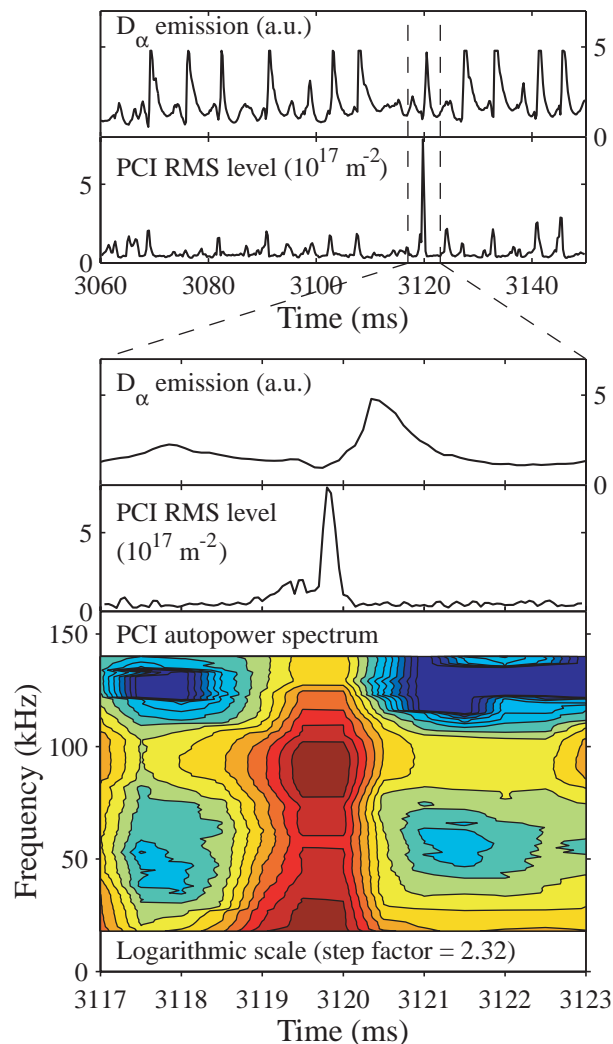 D_α emission (a.u.)
5
0
PCI RMS level (10^17 m^-2)
5
0
3060 3080 3100 3120 3140
Time (ms)
D_α emission (a.u.)
5
0
PCI RMS level
(10^17 m^-2)
5
0
PCI autopower spectrum
150
100
50
0
Frequency (kHz)
Logarithmic scale (step factor = 2.32)
3117 3118 3119 3120 3121 3122 3123
Time (ms)